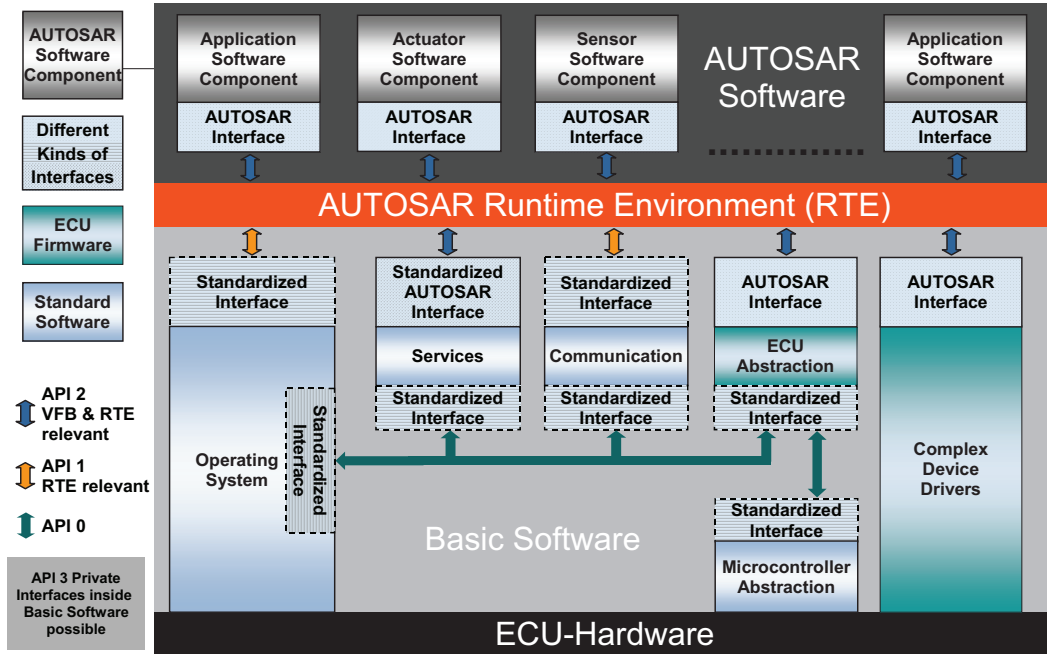 AUTOSAR
Software
Component
Different
Kinds of
Interfaces
ECU
Firmware
Standard
Software
API 2
VFB & RTE
relevant
API 1
RTE relevant
API 0
API 3 Private
Interfaces inside
Basic Software
possible
Application
Software
Component
AUTOSAR
Interface
Actuator
Software
Component
AUTOSAR
Interface
Sensor
Software
Component
AUTOSAR
Interface
AUTOSAR
Software
Application
Software
Component
AUTOSAR
Interface
AUTOSAR Runtime Environment (RTE)
Standardized
Interface
Operating
System
Standardized
Interface
Standardized
AUTOSAR
Interface
Services
Standardized
Interface
Standardized
Interface
Communication
Standardized
Interface
AUTOSAR
Interface
ECU
Abstraction
Standardized
Interface
Standardized
Interface
Microcontroller
Abstraction
AUTOSAR
Interface
Complex
Device
Drivers
Basic Software
ECU-Hardware